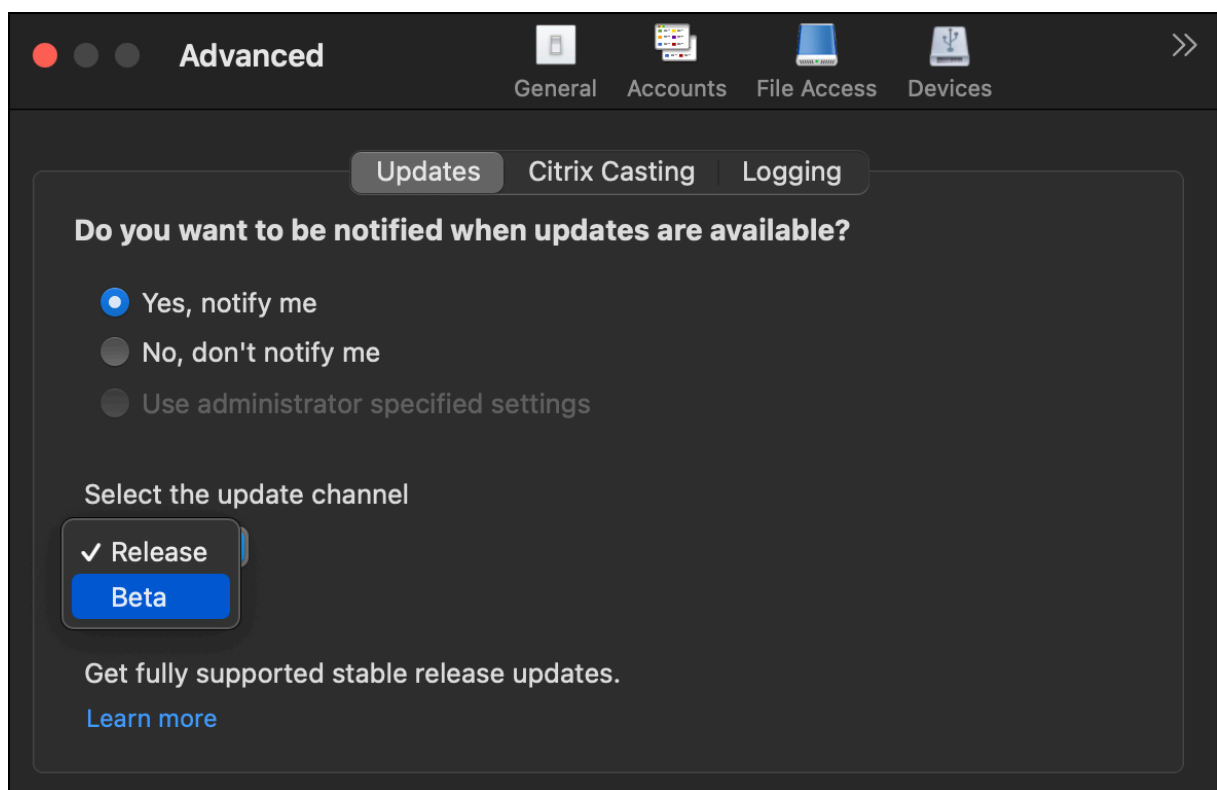 Advanced
General Accounts File Access Devices
Updates Citrix Casting Logging
Do you want to be notified when updates are available?
Yes, notify me
No, don't notify me
Use administrator specified settings
Select the update channel
✓ Release
Beta
Get fully supported stable release updates.
Learn more